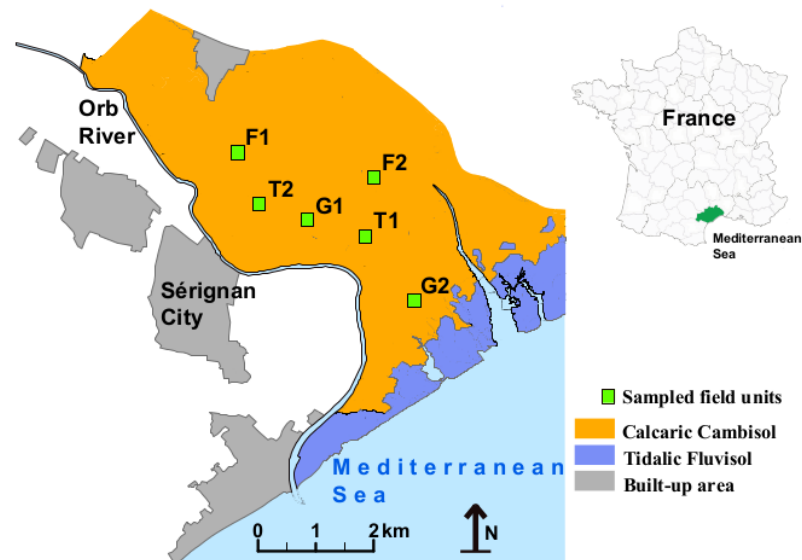 Orb
River
F1
F2
T2
G1
T1
G2
Sérignan
City
Mediterranean
Sea
0 1 2 km
N
France
Mediterranean
Sea
Sampled field units
Calcaric Cambisol
Tidalic Fluvisol
Built-up area